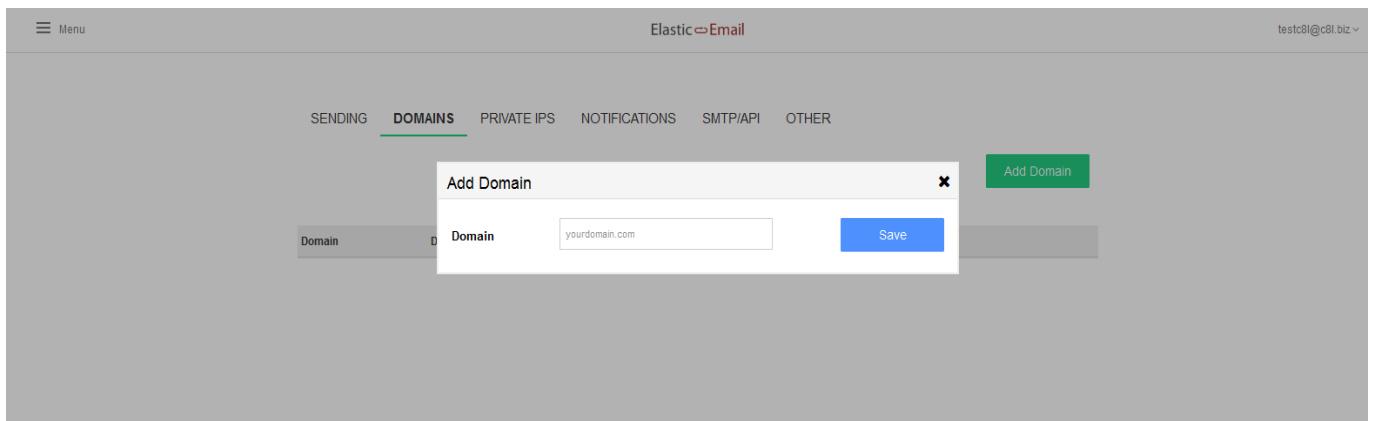 Menu
Elastic Email
testc8l@c8l.biz
SENDING DOMAINS PRIVATE IPS NOTIFICATIONS SMTP/API OTHER
Add Domain
Add Domain
Domain D
Domain yourdomain.com Save